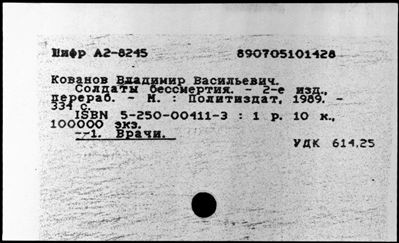 Шифр А2-8245 890705101428
Кованов Владимир Васильевич.
Солдаты бессмертия. - 2-е изд.,
перераб. - М. : Политиздат, 1989. -
334 с.
ISBN 5-250-00411-3 : 1 р. 10 к.,
100000 экз.
--1. Врачи.
УДК 614.25